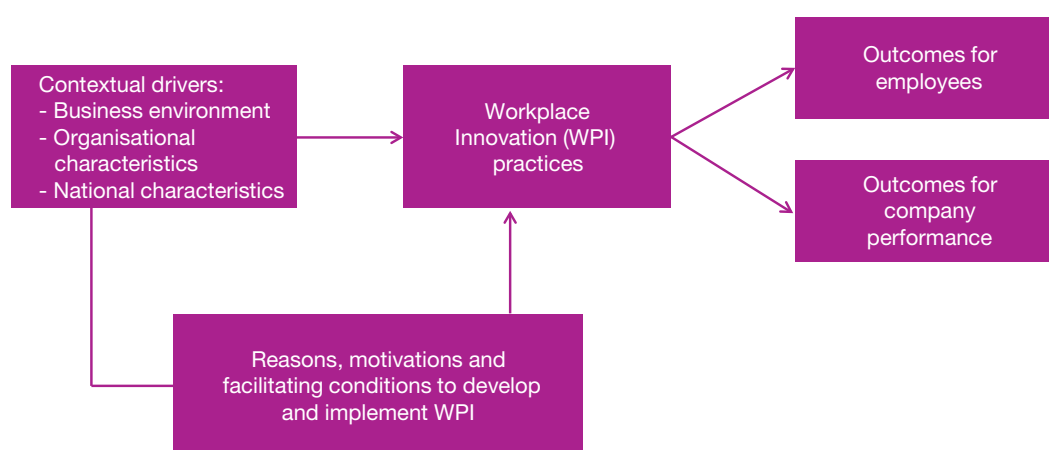 Contextual drivers:
- Business environment
- Organisational
characteristics
- National characteristics
Workplace
Innovation (WPI)
practices
Outcomes for
employees
Outcomes for
company
performance
Reasons, motivations and
facilitating conditions to develop
and implement WPI